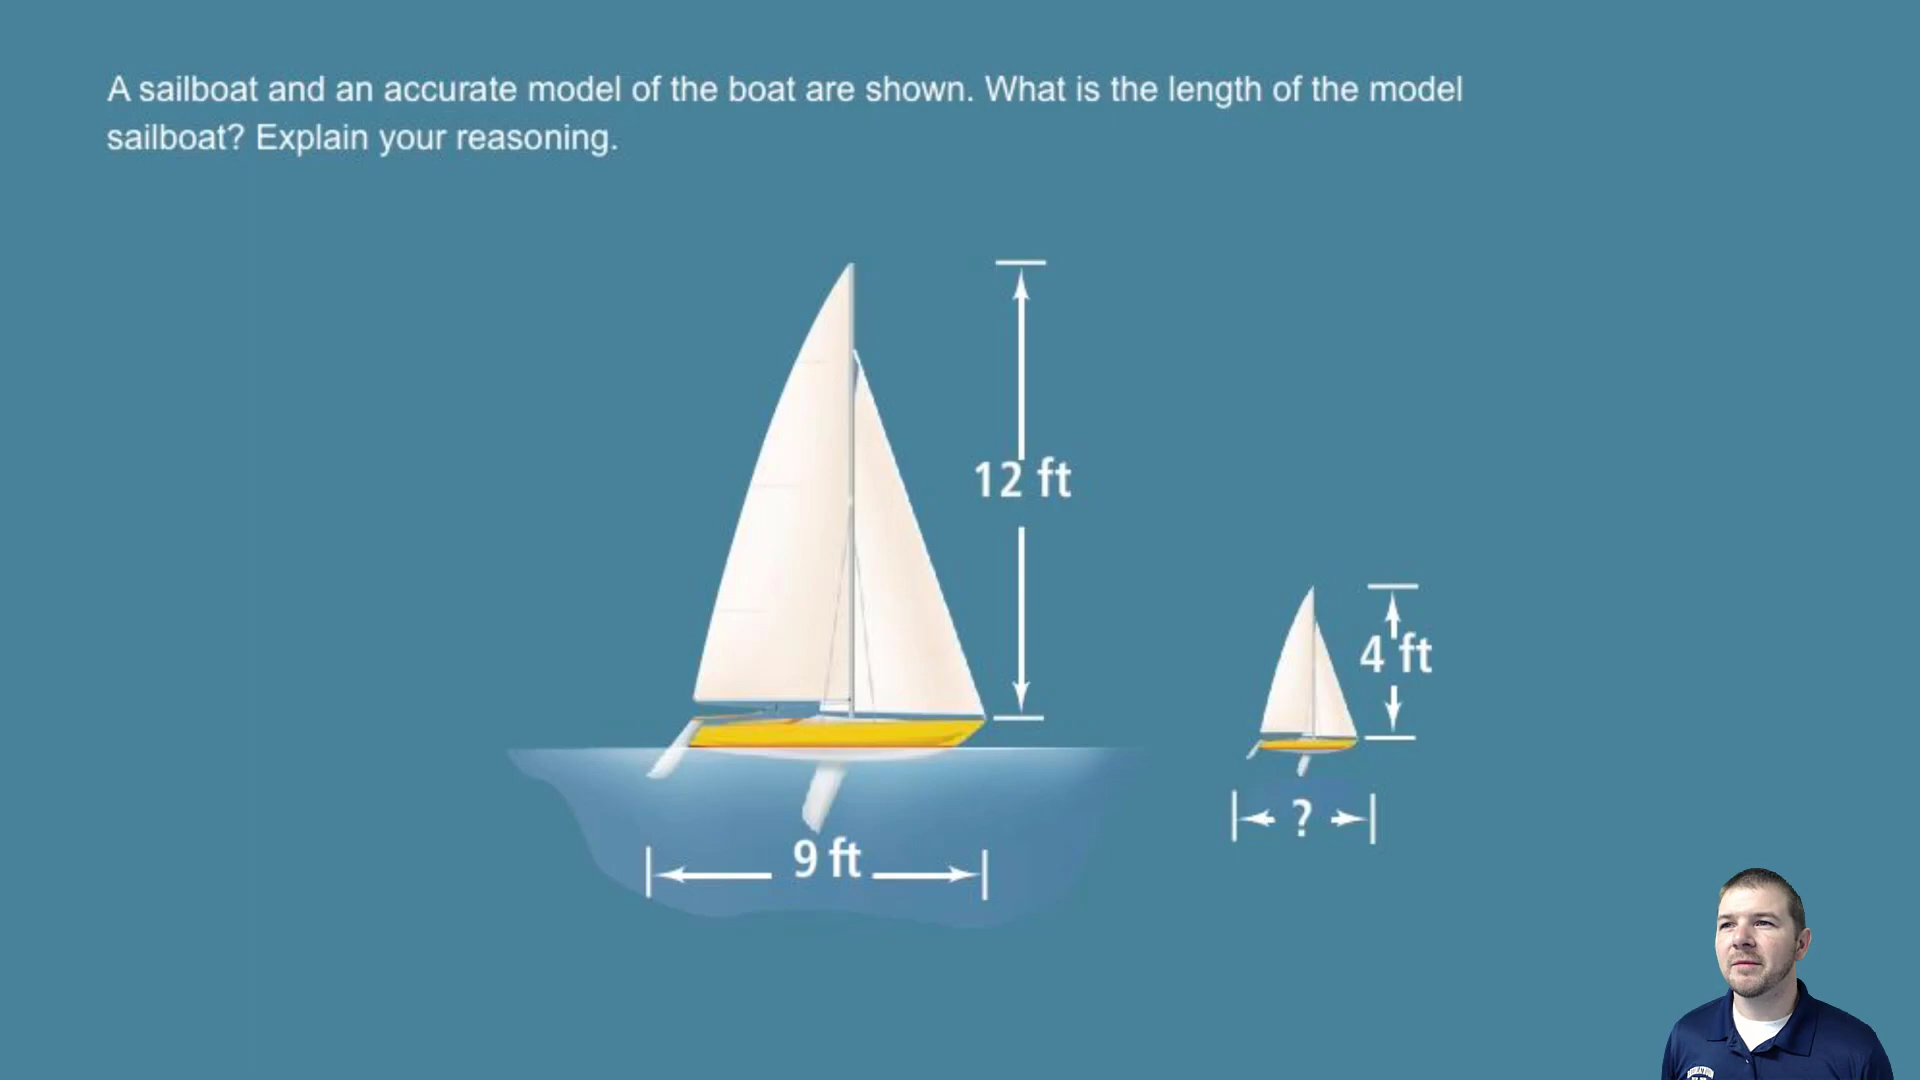 A sailboat and an accurate model of the boat are shown. What is the length of the model
sailboat? Explain your reasoning.
12 ft
4 ft
9 ft
?